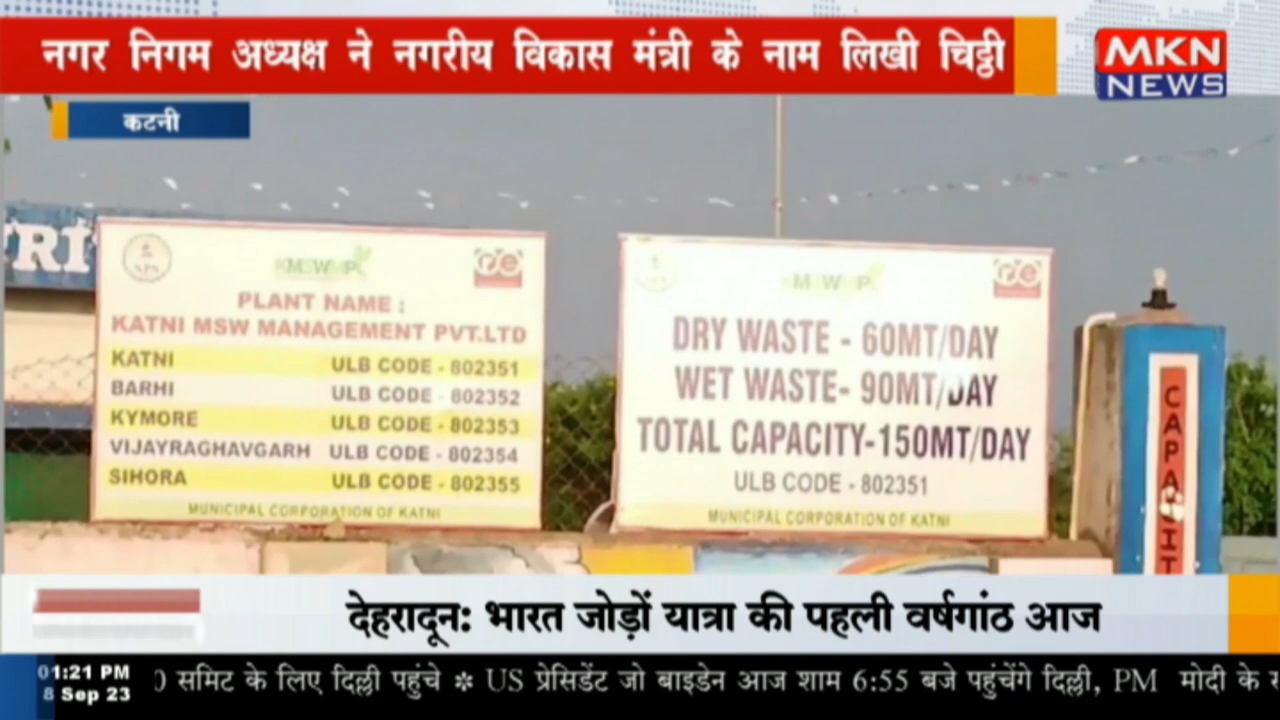 नगर निगम अध्यक्ष ने नगरीय विकास मंत्री के नाम लिखी चिट्ठी
MKN
NEWS
कटनी
KMSWMP
re
PLANT NAME :
KATNI MSW MANAGEMENT PVT.LTD
KATNI ULB CODE - 802351
BARHI ULB CODE - 802352
KYMORE ULB CODE - 802353
VIJAYRAGHAVGARH ULB CODE - 802354
SIHORA ULB CODE - 802355
MUNICIPAL CORPORATION OF KATNI
re
DRY WASTE - 60MT/DAY
WET WASTE- 90MT/DAY
TOTAL CAPACITY-150MT/DAY
ULB CODE - 802351
MUNICIPAL CORPORATION OF KATNI
देहरादून: भारत जोड़ों यात्रा की पहली वर्षगांठ आज
01:21 PM
8 Sep 23
समिट के लिए दिल्ली पहुंचे ❇ US प्रेसिडेंट जो बाइडेन आज शाम 6:55 बजे पहुंचेंगे दिल्ली, PM मोदी के